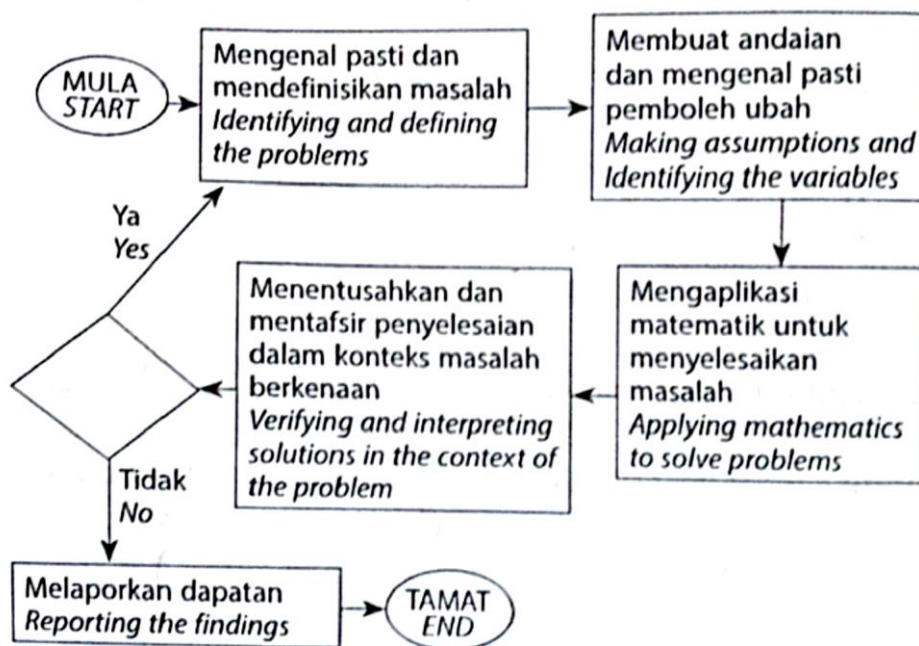 MULA
START
Mengenal pasti dan
mendefinisikan masalah
Identifying and defining
the problems
Membuat andaian
dan mengenal pasti
pemboleh ubah
Making assumptions and
Identifying the variables
Mengaplikasi
matematik untuk
menyelesaikan
masalah
Applying mathematics
to solve problems
Menentusahkan dan
mentafsir penyelesaian
dalam konteks masalah
berkenaan
Verifying and interpreting
solutions in the context of
the problem
Ya
Yes
Tidak
No
Melaporkan dapatan
Reporting the findings
TAMAT
END